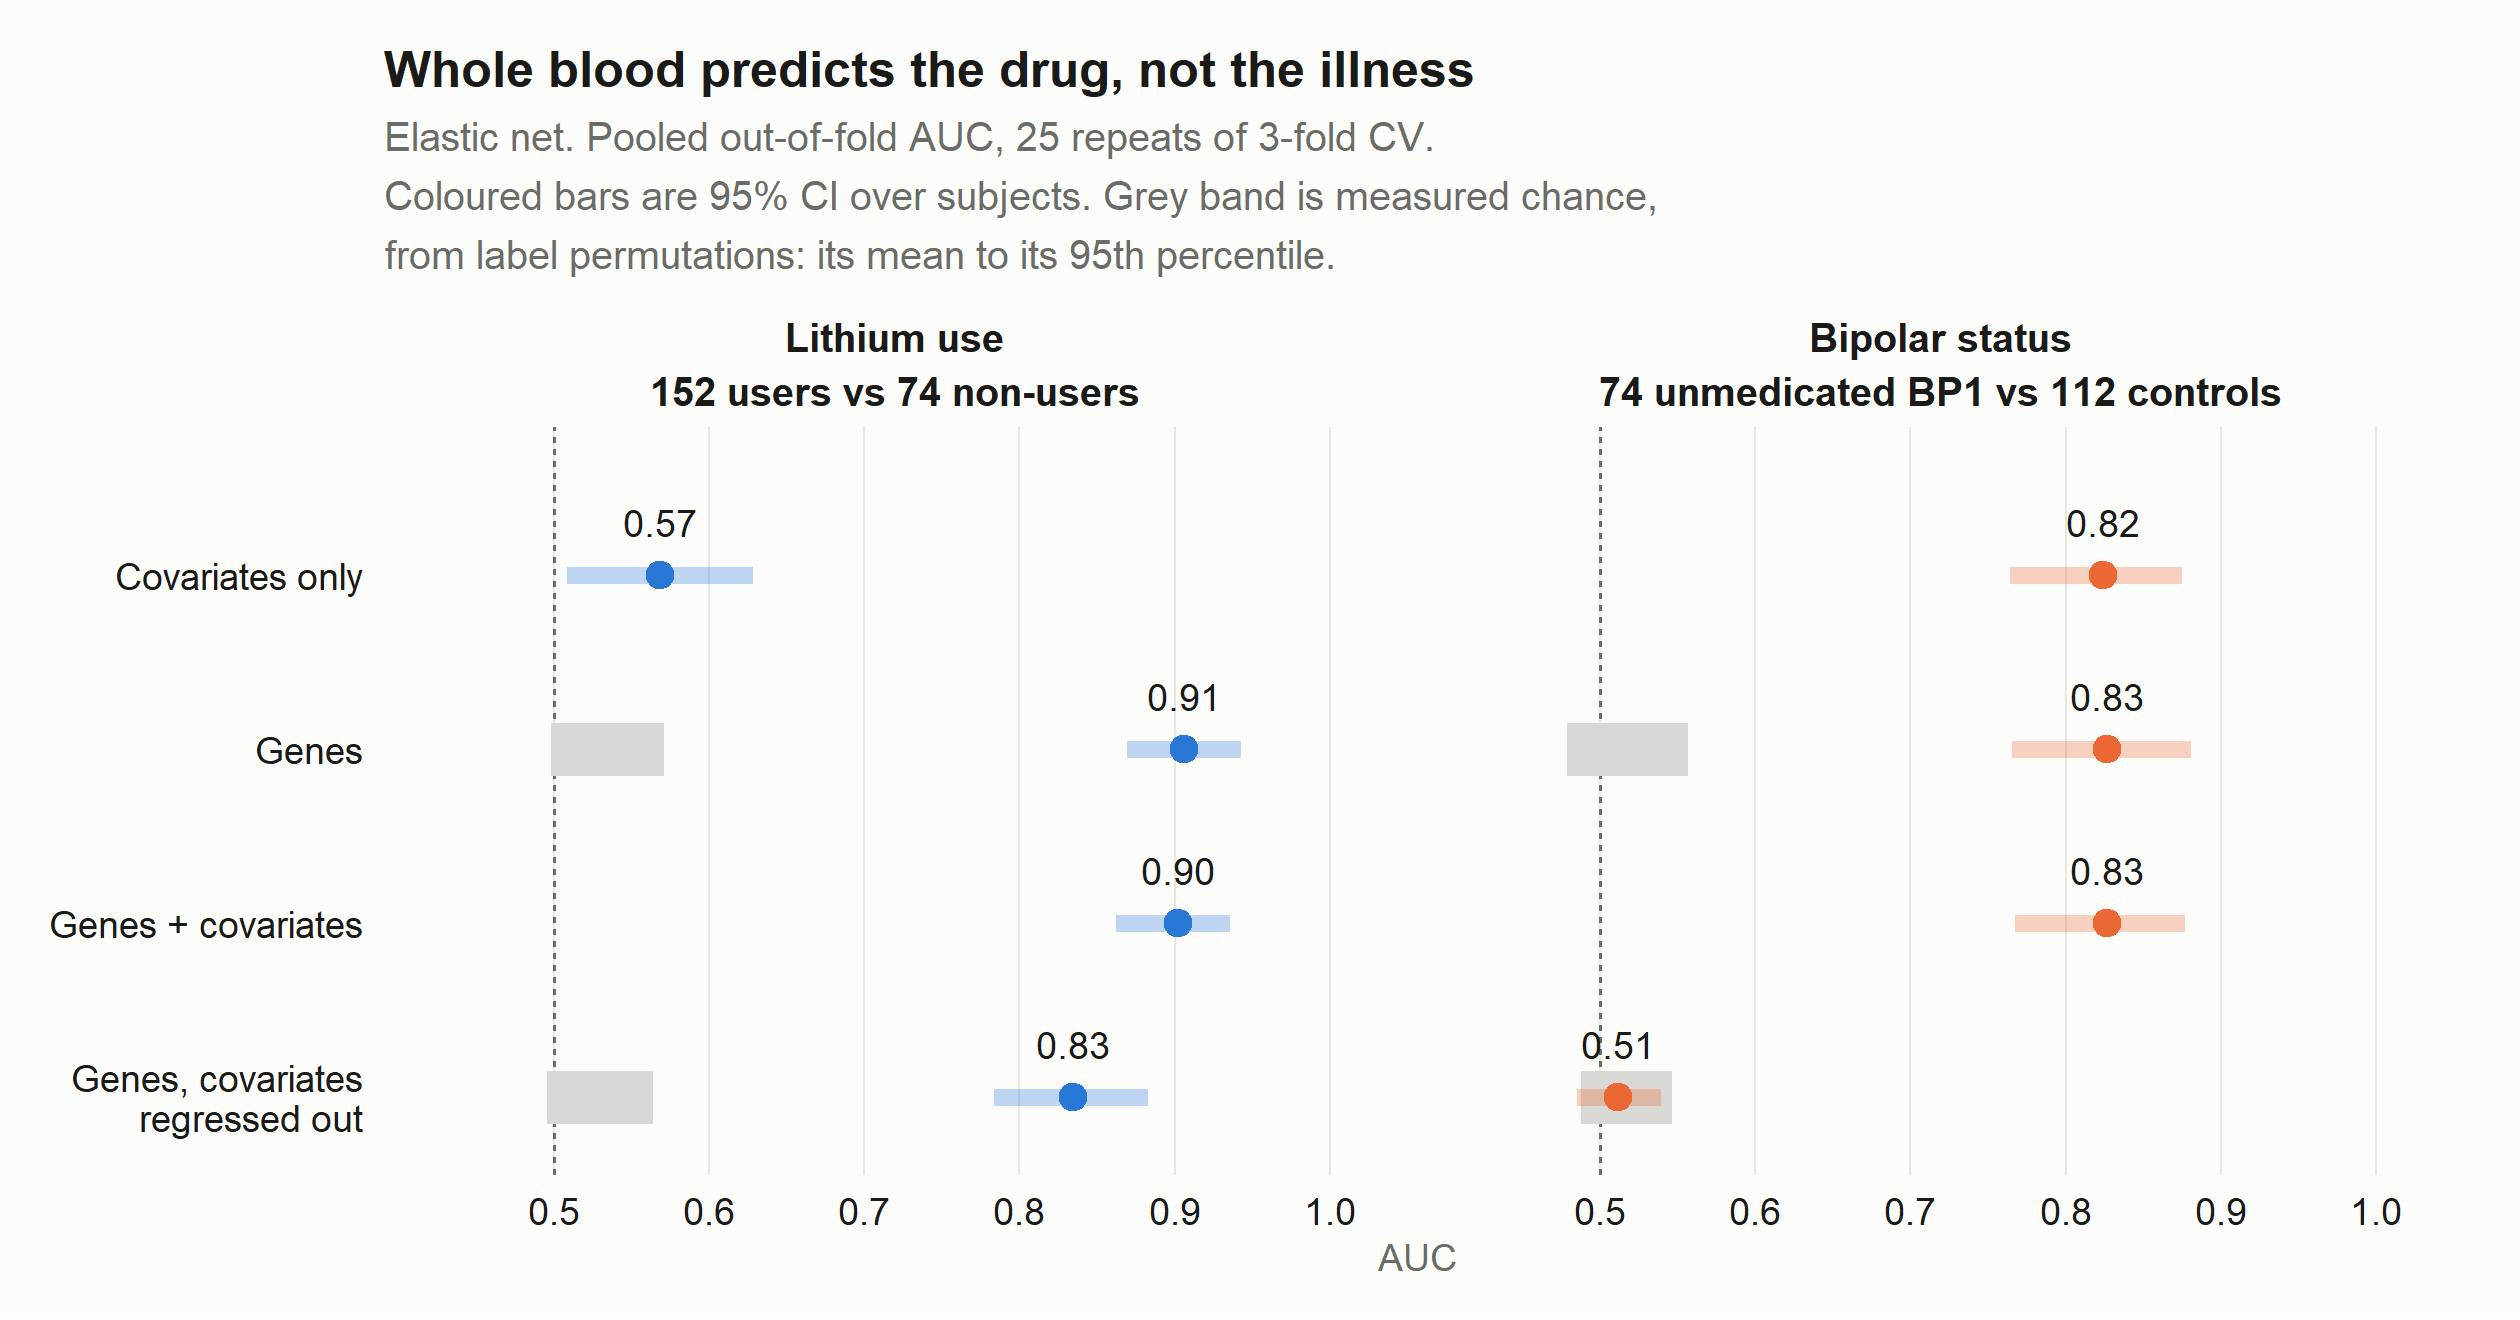 Whole blood predicts the drug, not the illness
Elastic net. Pooled out-of-fold AUC, 25 repeats of 3-fold CV.
Coloured bars are 95% CI over subjects. Grey band is measured chance,
from label permutations: its mean to its 95th percentile.
Lithium use
152 users vs 74 non-users
Bipolar status
74 unmedicated BP1 vs 112 controls
Covariates only
0.57
0.82
Genes
0.91
0.83
Genes + covariates
0.90
0.83
Genes, covariates
regressed out
0.83
0.51
0.5 0.6 0.7 0.8 0.9 1.0
0.5 0.6 0.7 0.8 0.9 1.0
AUC